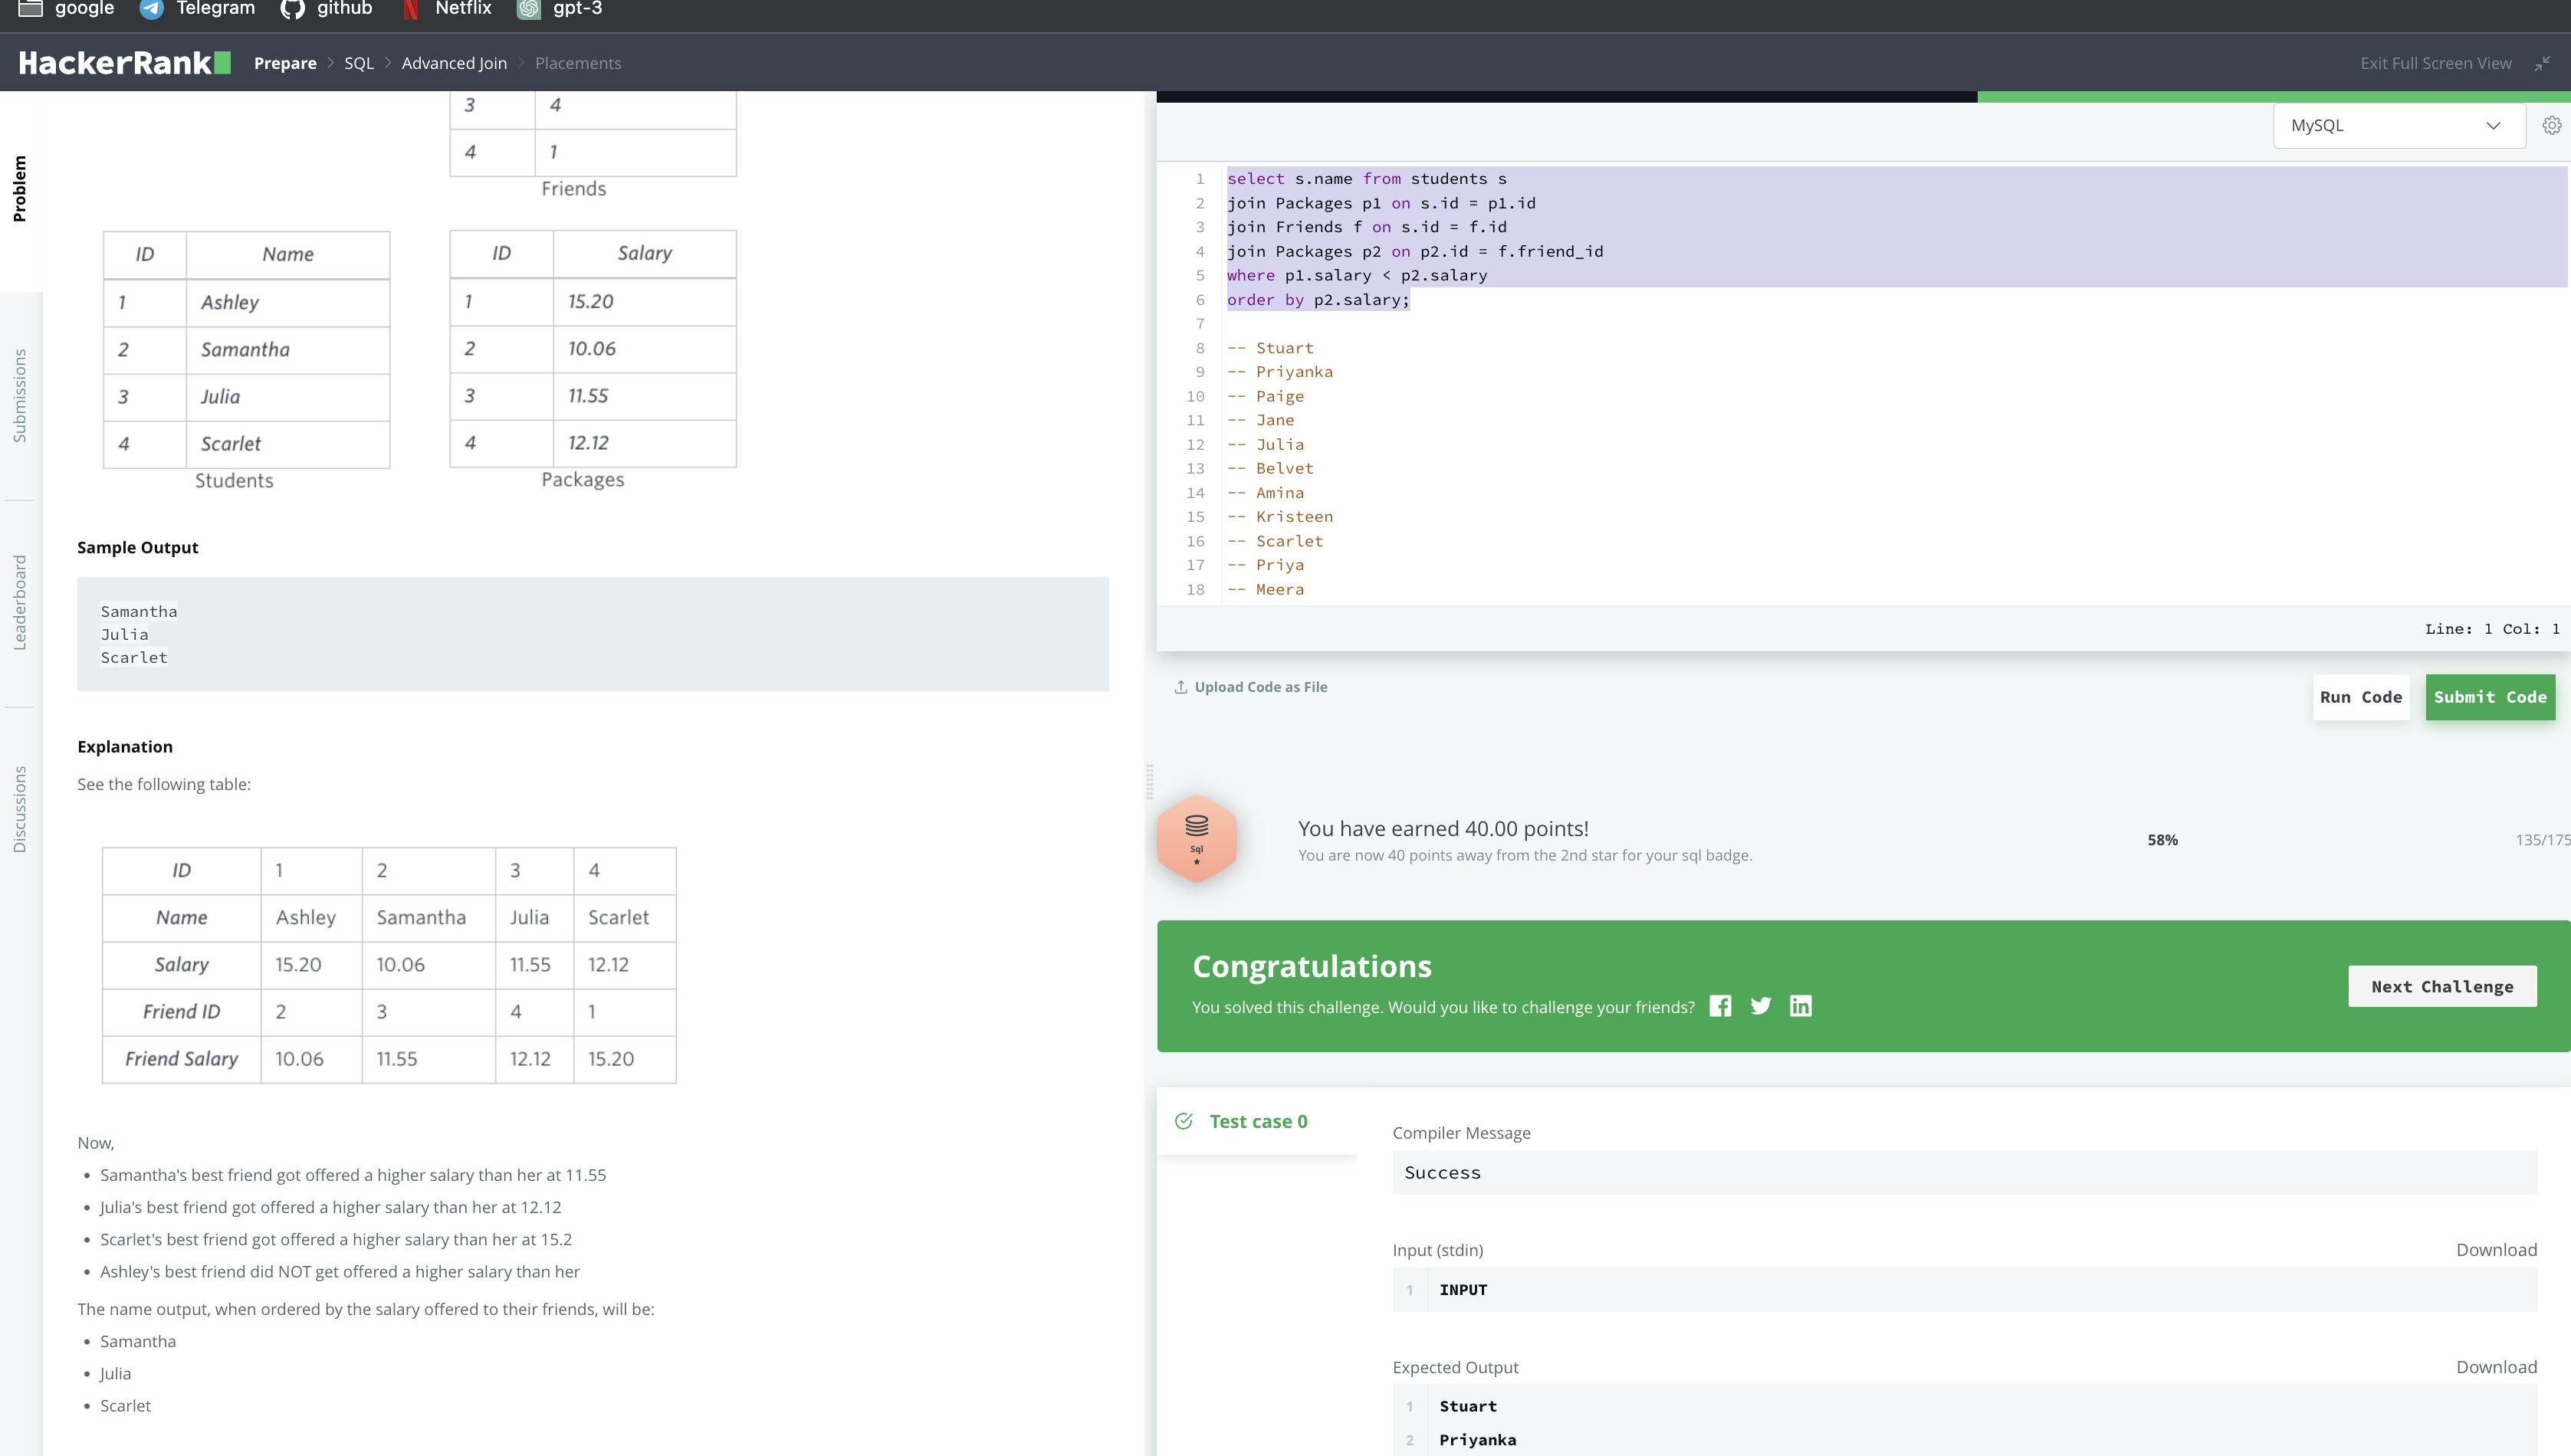 google Telegram github Netflix gpt-3
HackerRank Prepare > SQL > Advanced Join > Placements
Exit Full Screen View
Problem
Submissions
Leaderboard
Discussions
3 4
4 1
Friends
ID Name
1 Ashley
2 Samantha
3 Julia
4 Scarlet
Students
ID Salary
1 15.20
2 10.06
3 11.55
4 12.12
Packages
Sample Output
Samantha
Julia
Scarlet
Explanation
See the following table:
ID 1 2 3 4
Name Ashley Samantha Julia Scarlet
Salary 15.20 10.06 11.55 12.12
Friend ID 2 3 4 1
Friend Salary 10.06 11.55 12.12 15.20
Now,
• Samantha's best friend got offered a higher salary than her at 11.55
• Julia's best friend got offered a higher salary than her at 12.12
• Scarlet's best friend got offered a higher salary than her at 15.2
• Ashley's best friend did NOT get offered a higher salary than her
The name output, when ordered by the salary offered to their friends, will be:
• Samantha
• Julia
• Scarlet
MySQL
1 select s.name from students s
2 join Packages p1 on s.id = p1.id
3 join Friends f on s.id = f.id
4 join Packages p2 on p2.id = f.friend_id
5 where p1.salary < p2.salary
6 order by p2.salary;
7
8 -- Stuart
9 -- Priyanka
10 -- Paige
11 -- Jane
12 -- Julia
13 -- Belvet
14 -- Amina
15 -- Kristeen
16 -- Scarlet
17 -- Priya
18 -- Meera
Line: 1 Col: 1
Upload Code as File
Run Code
Submit Code
Sql
You have earned 40.00 points!
You are now 40 points away from the 2nd star for your sql badge.
58%
135/175
Congratulations
You solved this challenge. Would you like to challenge your friends?
Next Challenge
Test case 0
Compiler Message
Success
Input (stdin)
Download
1 INPUT
Expected Output
Download
1 Stuart
2 Priyanka